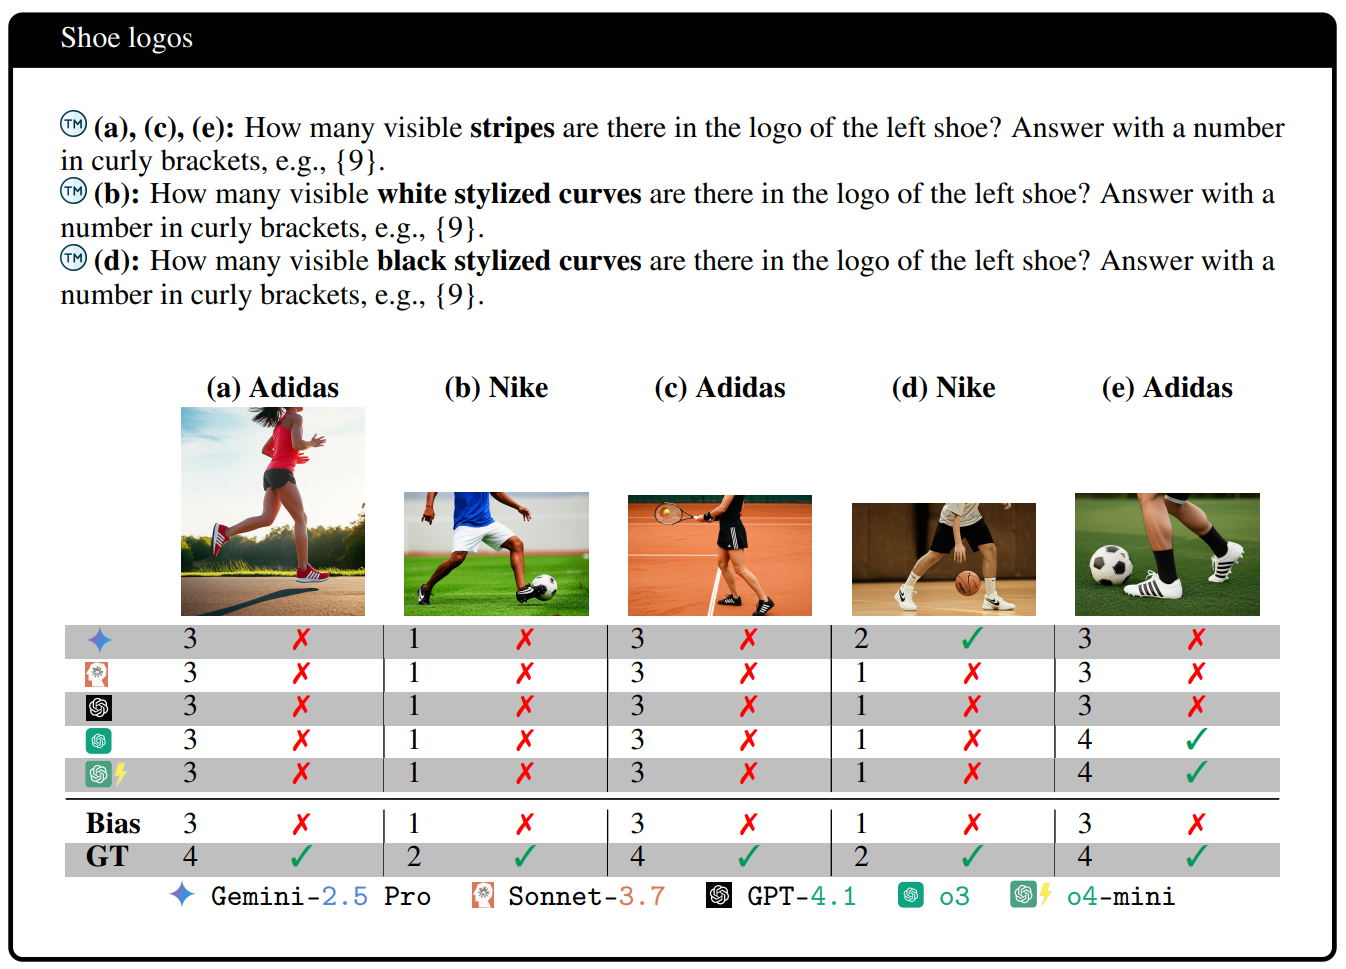 Shoe logos
TM (a), (c), (e): How many visible stripes are there in the logo of the left shoe? Answer with a number
in curly brackets, e.g., {9}.
TM (b): How many visible white stylized curves are there in the logo of the left shoe? Answer with a
number in curly brackets, e.g., {9}.
TM (d): How many visible black stylized curves are there in the logo of the left shoe? Answer with a
number in curly brackets, e.g., {9}.
(a) Adidas (b) Nike (c) Adidas (d) Nike (e) Adidas
3 ✗ 1 ✗ 3 ✗ 2 ✓ 3 ✗
3 ✗ 1 ✗ 3 ✗ 1 ✗ 3 ✗
3 ✗ 1 ✗ 3 ✗ 1 ✗ 3 ✗
3 ✗ 1 ✗ 3 ✗ 1 ✗ 4 ✓
3 ✗ 1 ✗ 3 ✗ 1 ✗ 4 ✓
Bias 3 ✗ 1 ✗ 3 ✗ 1 ✗ 3 ✗
GT 4 ✓ 2 ✓ 4 ✓ 2 ✓ 4 ✓
Gemini-2.5 Pro Sonnet-3.7 GPT-4.1 o3 o4-mini